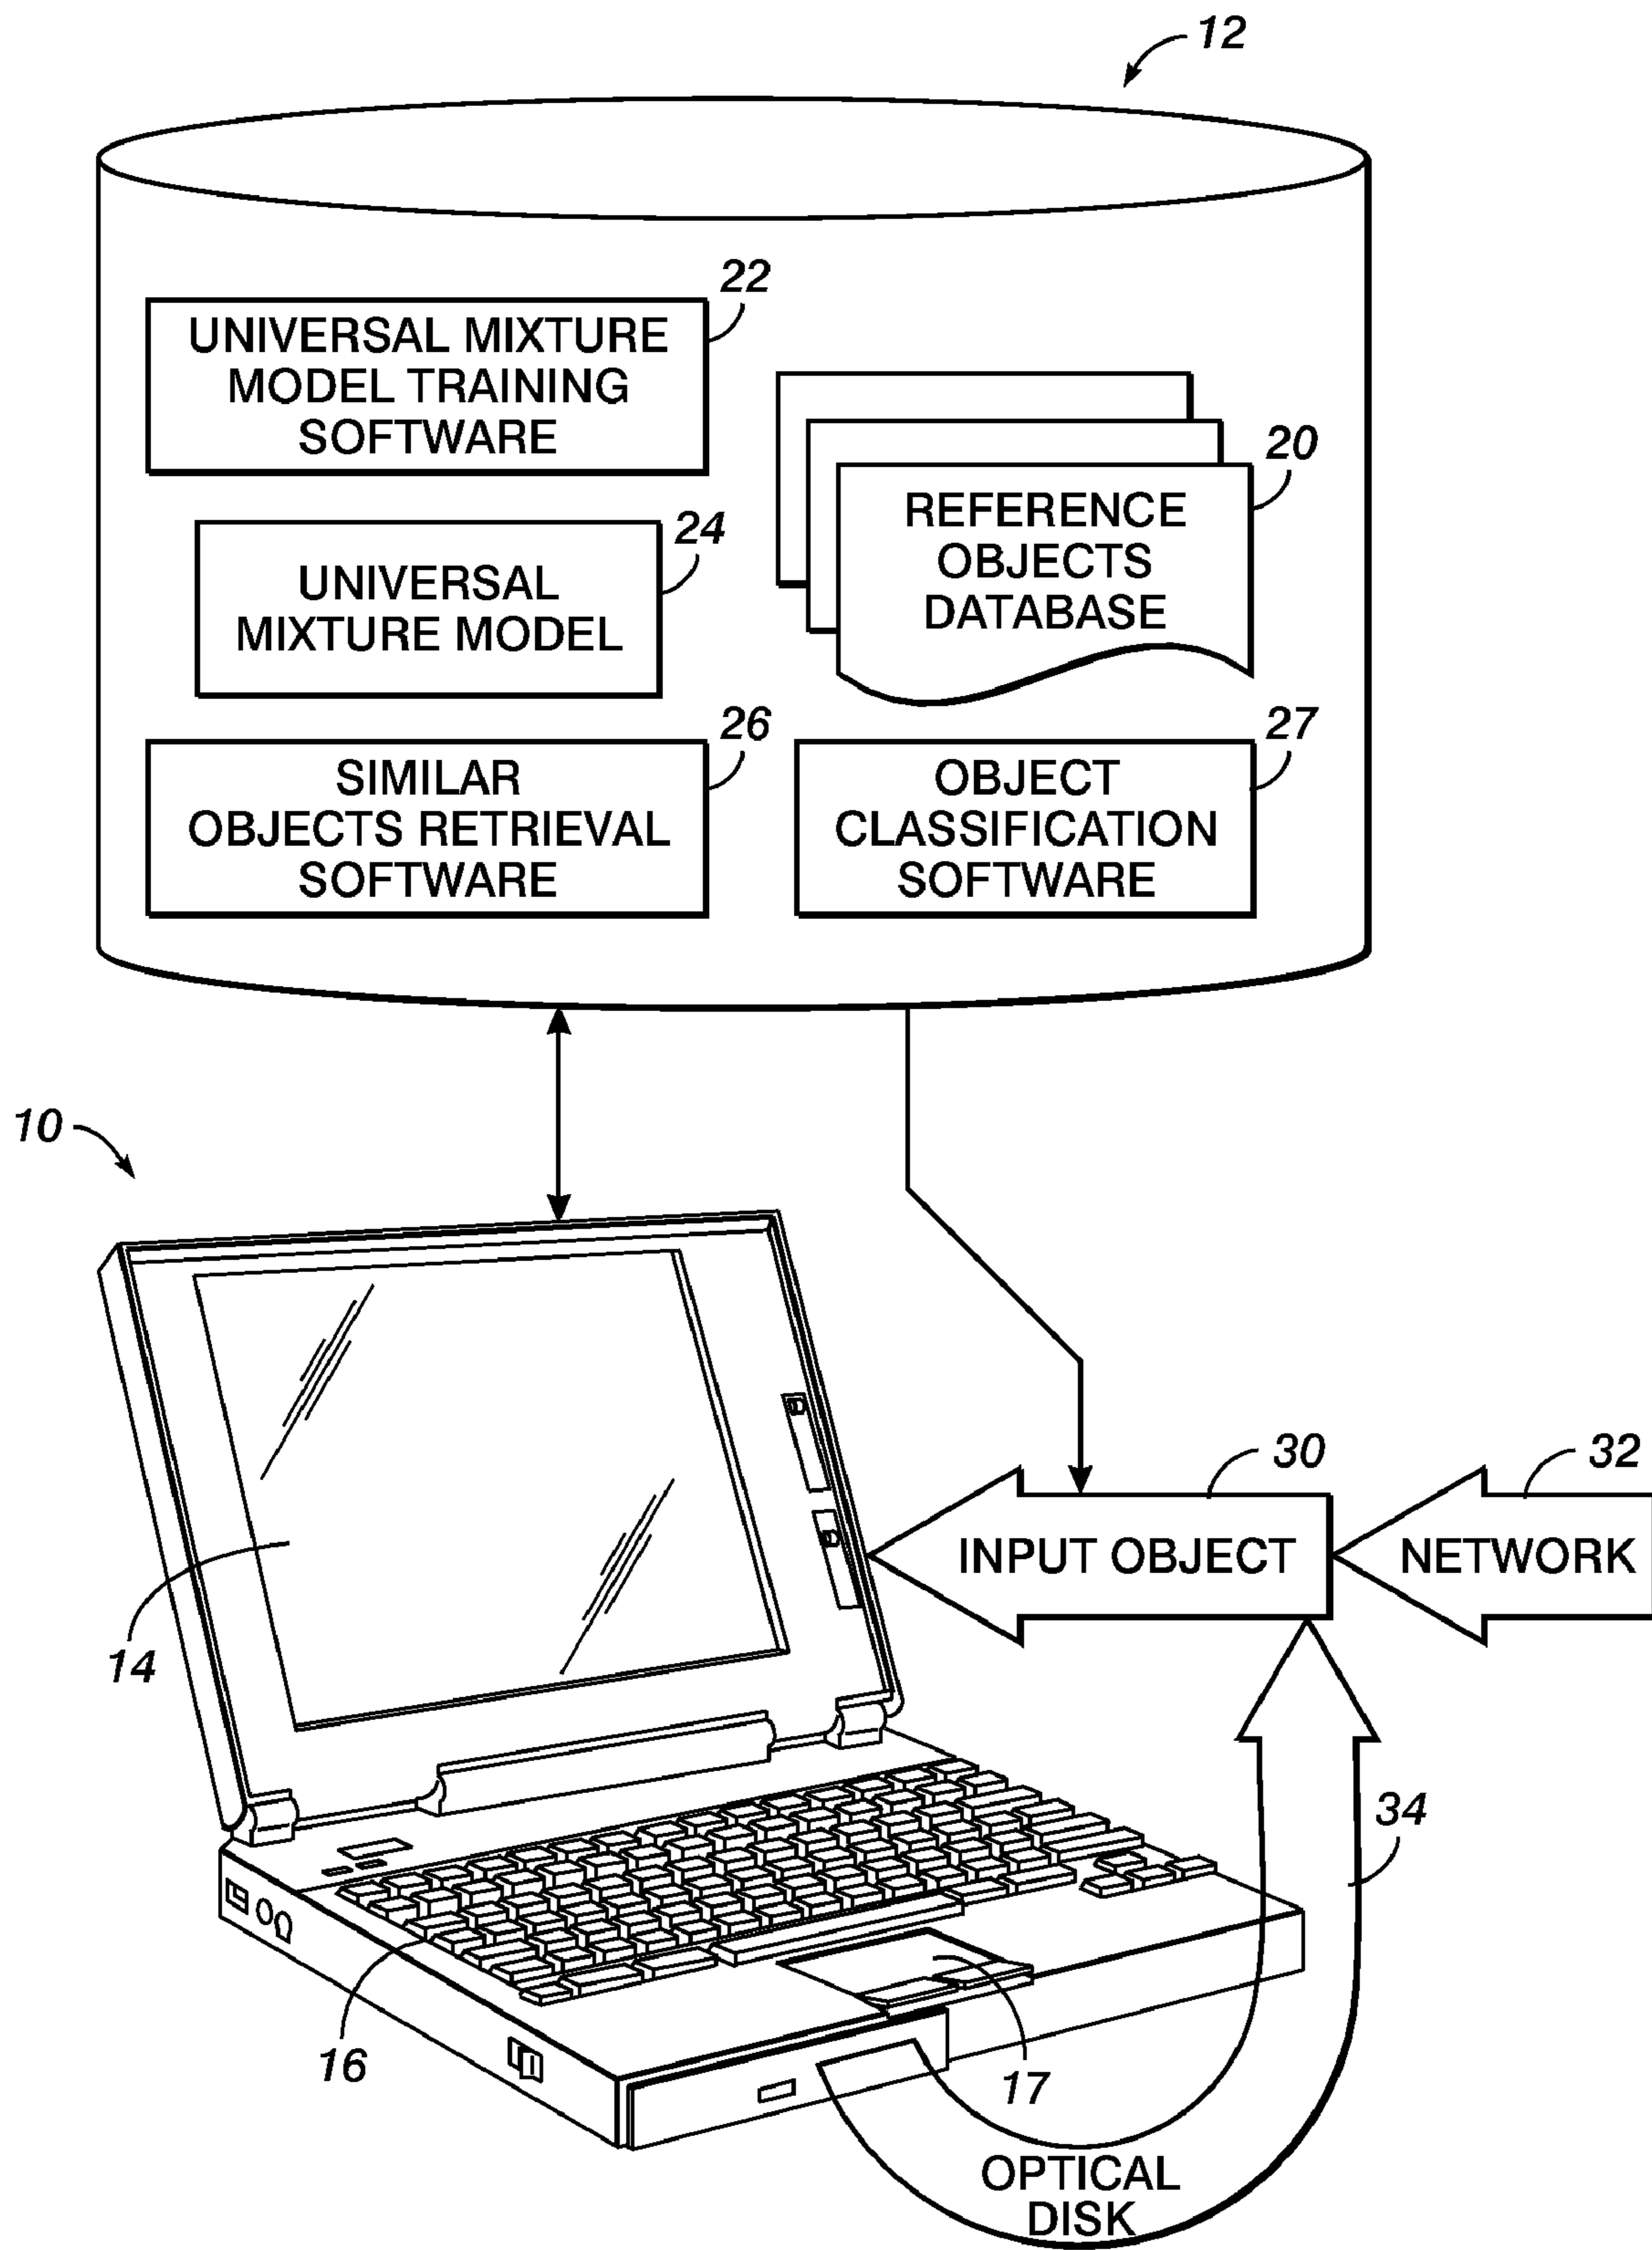 12
22
UNIVERSAL MIXTURE
MODEL TRAINING
SOFTWARE
20
REFERENCE
OBJECTS
DATABASE
24
UNIVERSAL
MIXTURE MODEL
26
SIMILAR
OBJECTS RETRIEVAL
SOFTWARE
27
OBJECT
CLASSIFICATION
SOFTWARE
10
30
INPUT OBJECT
32
NETWORK
14
34
16
17
OPTICAL
DISK